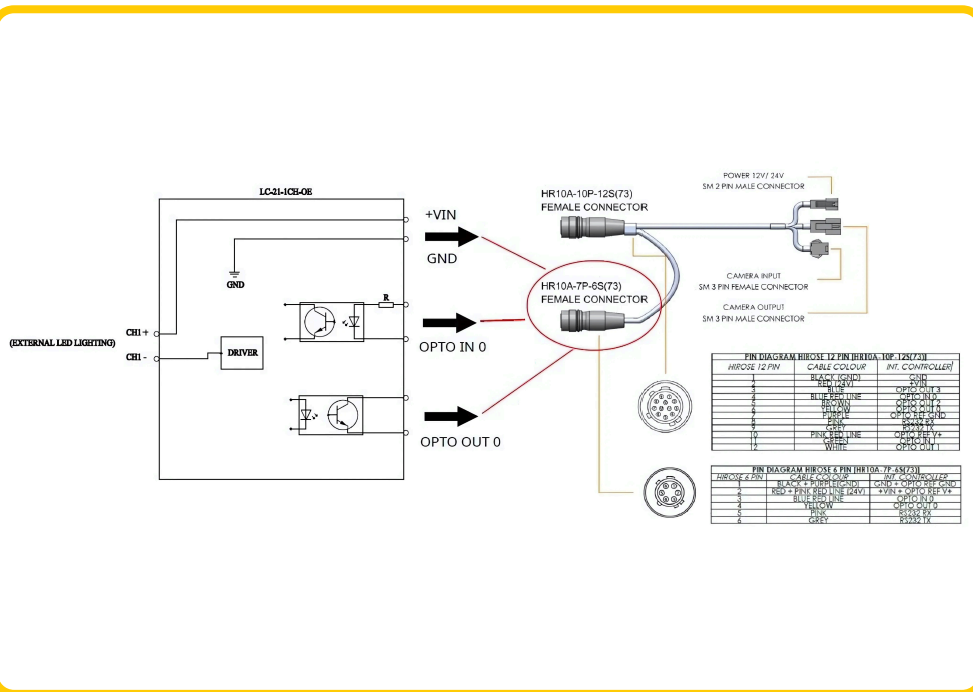 LC-21-1CH-OE
+VIN
GND
GND
R
OPTO IN 0
CH1 +
(EXTERNAL LED LIGHTING)
CH1 -
DRIVER
OPTO OUT 0
HR10A-10P-12S(73)
FEMALE CONNECTOR
HR10A-7P-6S(73)
FEMALE CONNECTOR
POWER 12V/ 24V
SM 2 PIN MALE CONNECTOR
CAMERA INPUT
SM 3 PIN FEMALE CONNECTOR
CAMERA OUTPUT
SM 3 PIN MALE CONNECTOR
PIN DIAGRAM HIROSE 12 PIN [HR10A-10P-12S(73)]
HIROSE 12 PIN CABLE COLOUR INT. CONTROLLER]
1 BLACK (GND) GND
2 RED (24V) +VIN
3 BLUE OPTO OUT 3
4 BLUE RED LINE OPTO IN 0
5 BROWN OPTO OUT 2
6 YELLOW OPTO OUT 0
7 PURPLE OPTO REF GND
8 PINK RS232 RX
9 GREY RS232 TX
10 PINK RED LINE OPTO REF V+
11 GREEN OPTO IN 1
12 WHITE OPTO OUT 1
PIN DIAGRAM HIROSE 6 PIN [HR10A-7P-6S(73)]
HIROSE 6 PIN CABLE COLOUR INT. CONTROLLER
1 BLACK + PURPLE(GND) GND + OPTO REF GND
2 RED + PINK RED LINE (24V) +VIN + OPTO REF V+
3 BLUE RED LINE OPTO IN 0
4 YELLOW OPTO OUT 0
5 PINK RS232 RX
6 GREY RS232 TX